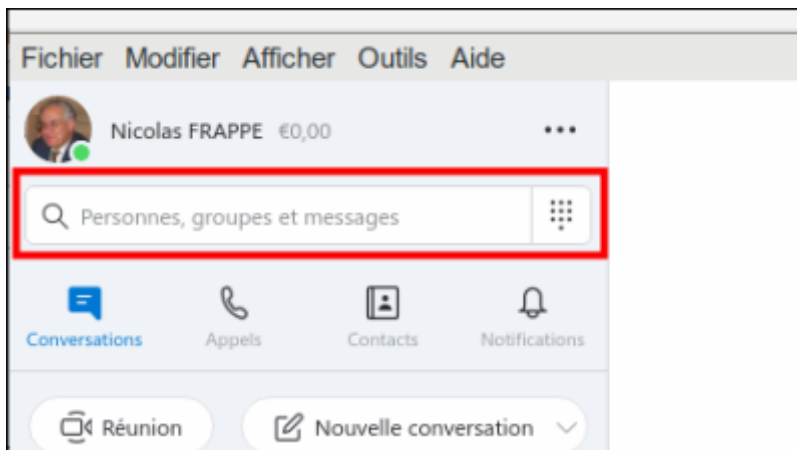 Fichier Modifier Afficher Outils Aide
Nicolas FRAPPE €0,00
Personnes, groupes et messages
Conversations Appels Contacts Notifications
Réunion Nouvelle conversation